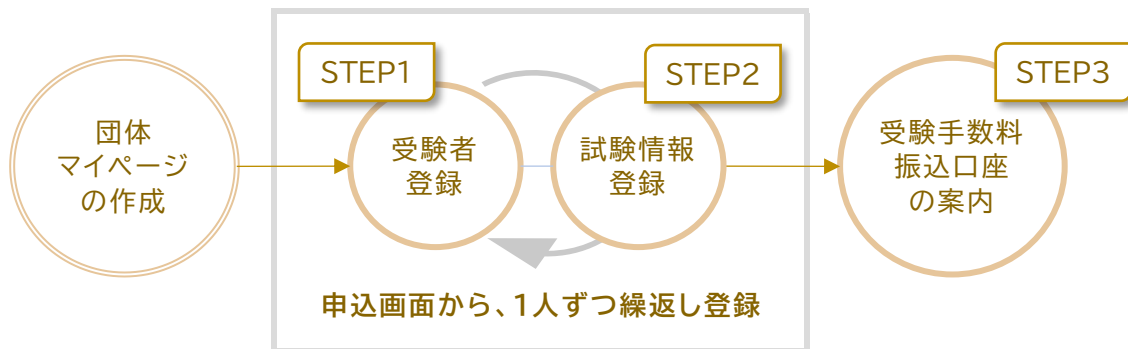 団体
マイページ
の作成
STEP1
受験者
登録
STEP2
試験情報
登録
STEP3
受験手数料
振込口座
の案内
申込画面から、1人ずつ繰返し登録